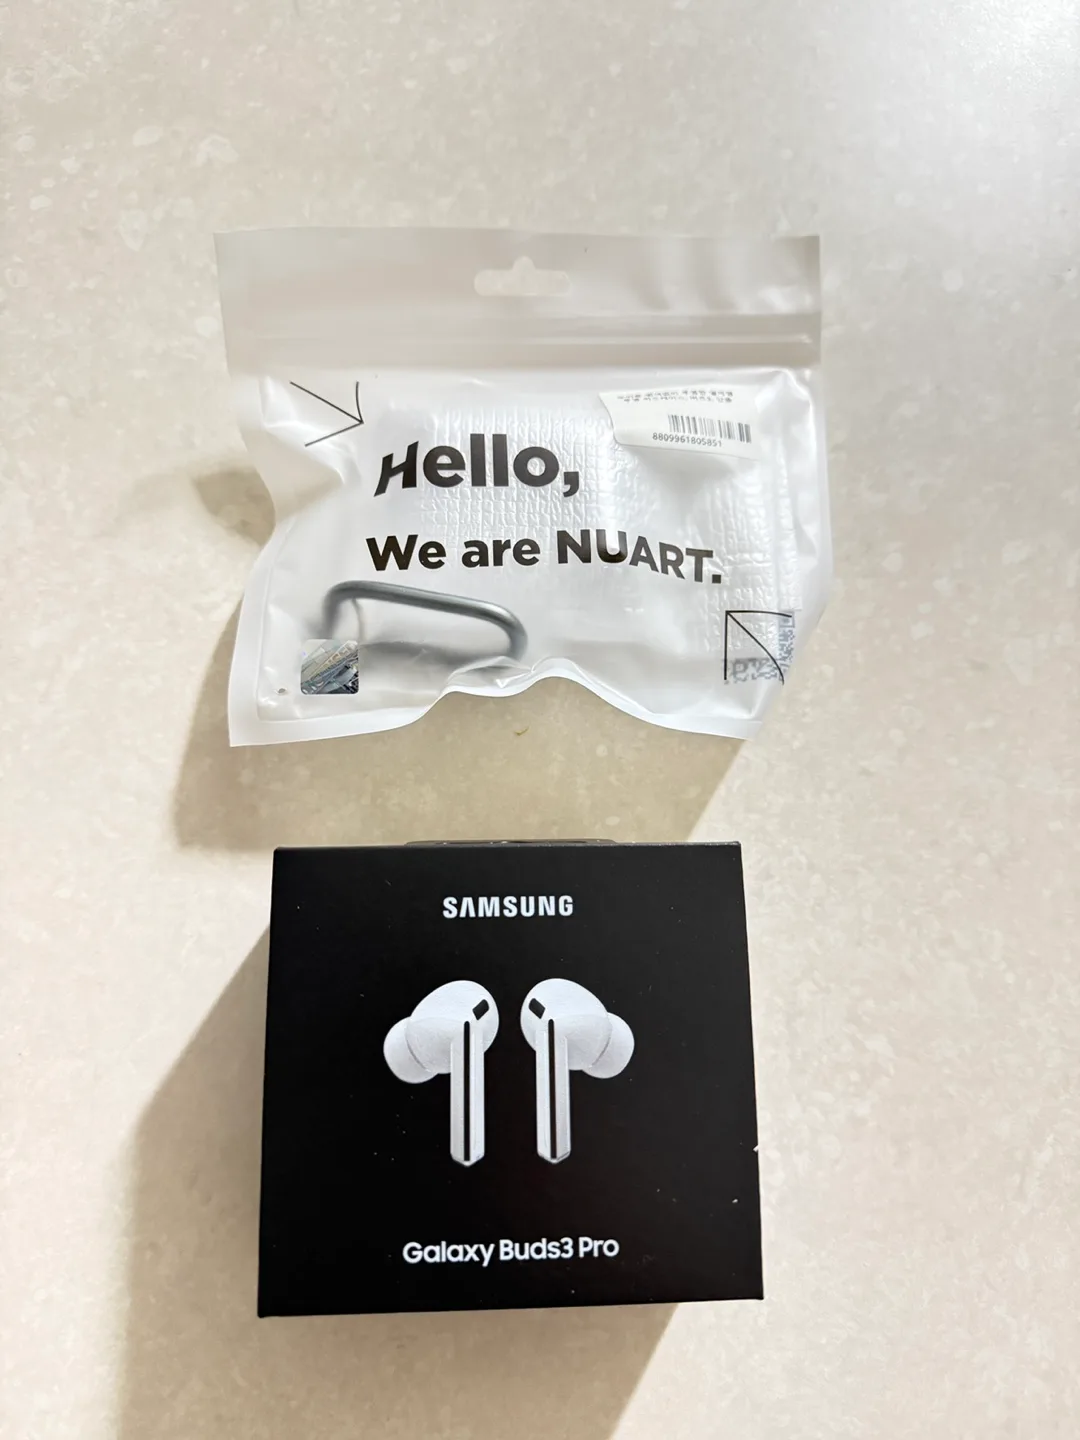 8809961805851
Hello,
We are NUART.
SAMSUNG
Galaxy Buds3 Pro